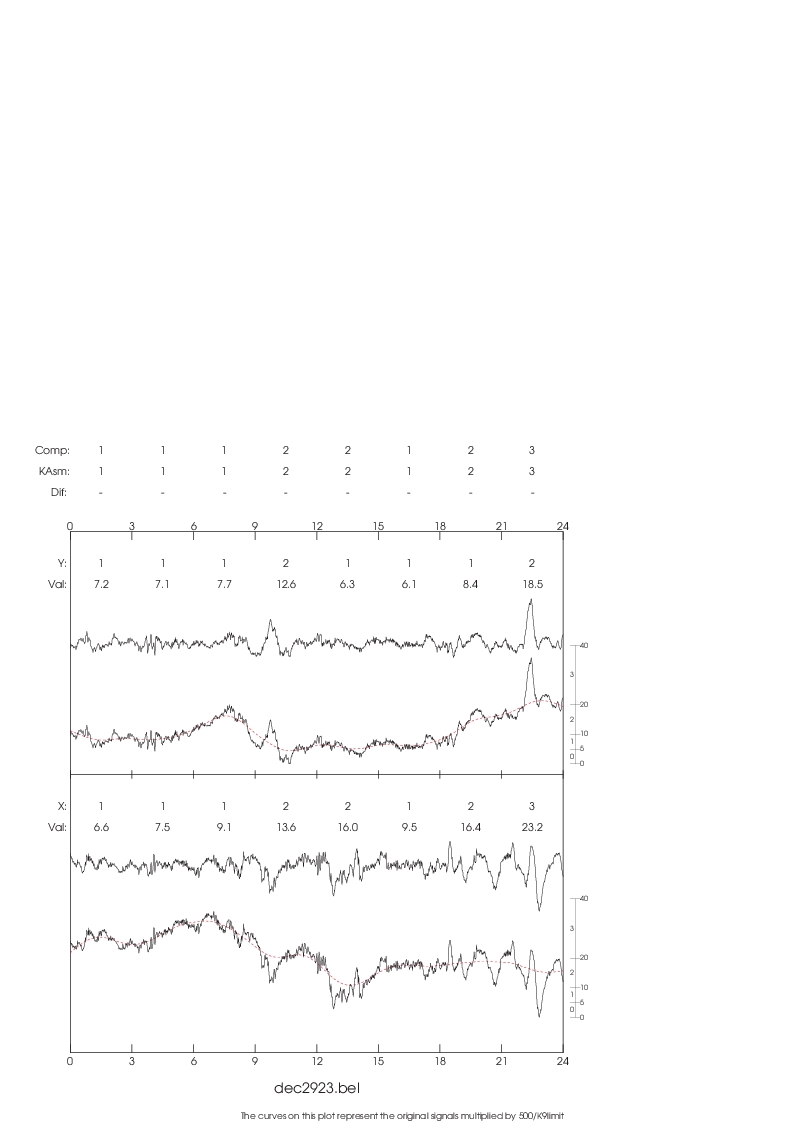 Comp: 1 1 1 2 2 1 2 3
KAsm: 1 1 1 2 2 1 2 3
Dif: - - - - - - - -
0 3 6 9 12 15 18 21 24
Y: 1 1 1 2 1 1 1 2
Val: 7.2 7.1 7.7 12.6 6.3 6.1 8.4 18.5
40
3
20
2
10
1
5
0
0
X: 1 1 1 2 2 1 2 3
Val: 6.6 7.5 9.1 13.6 16.0 9.5 16.4 23.2
40
3
20
2
10
1
5
0
0
0 3 6 9 12 15 18 21 24
dec2923.bel
The curves on this plot represent the original signals multiplied by 500/K9limit